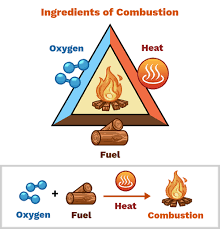 Ingredients of Combustion
Oxygen
Heat
Fuel
+
Oxygen
Fuel
Heat
Combustion